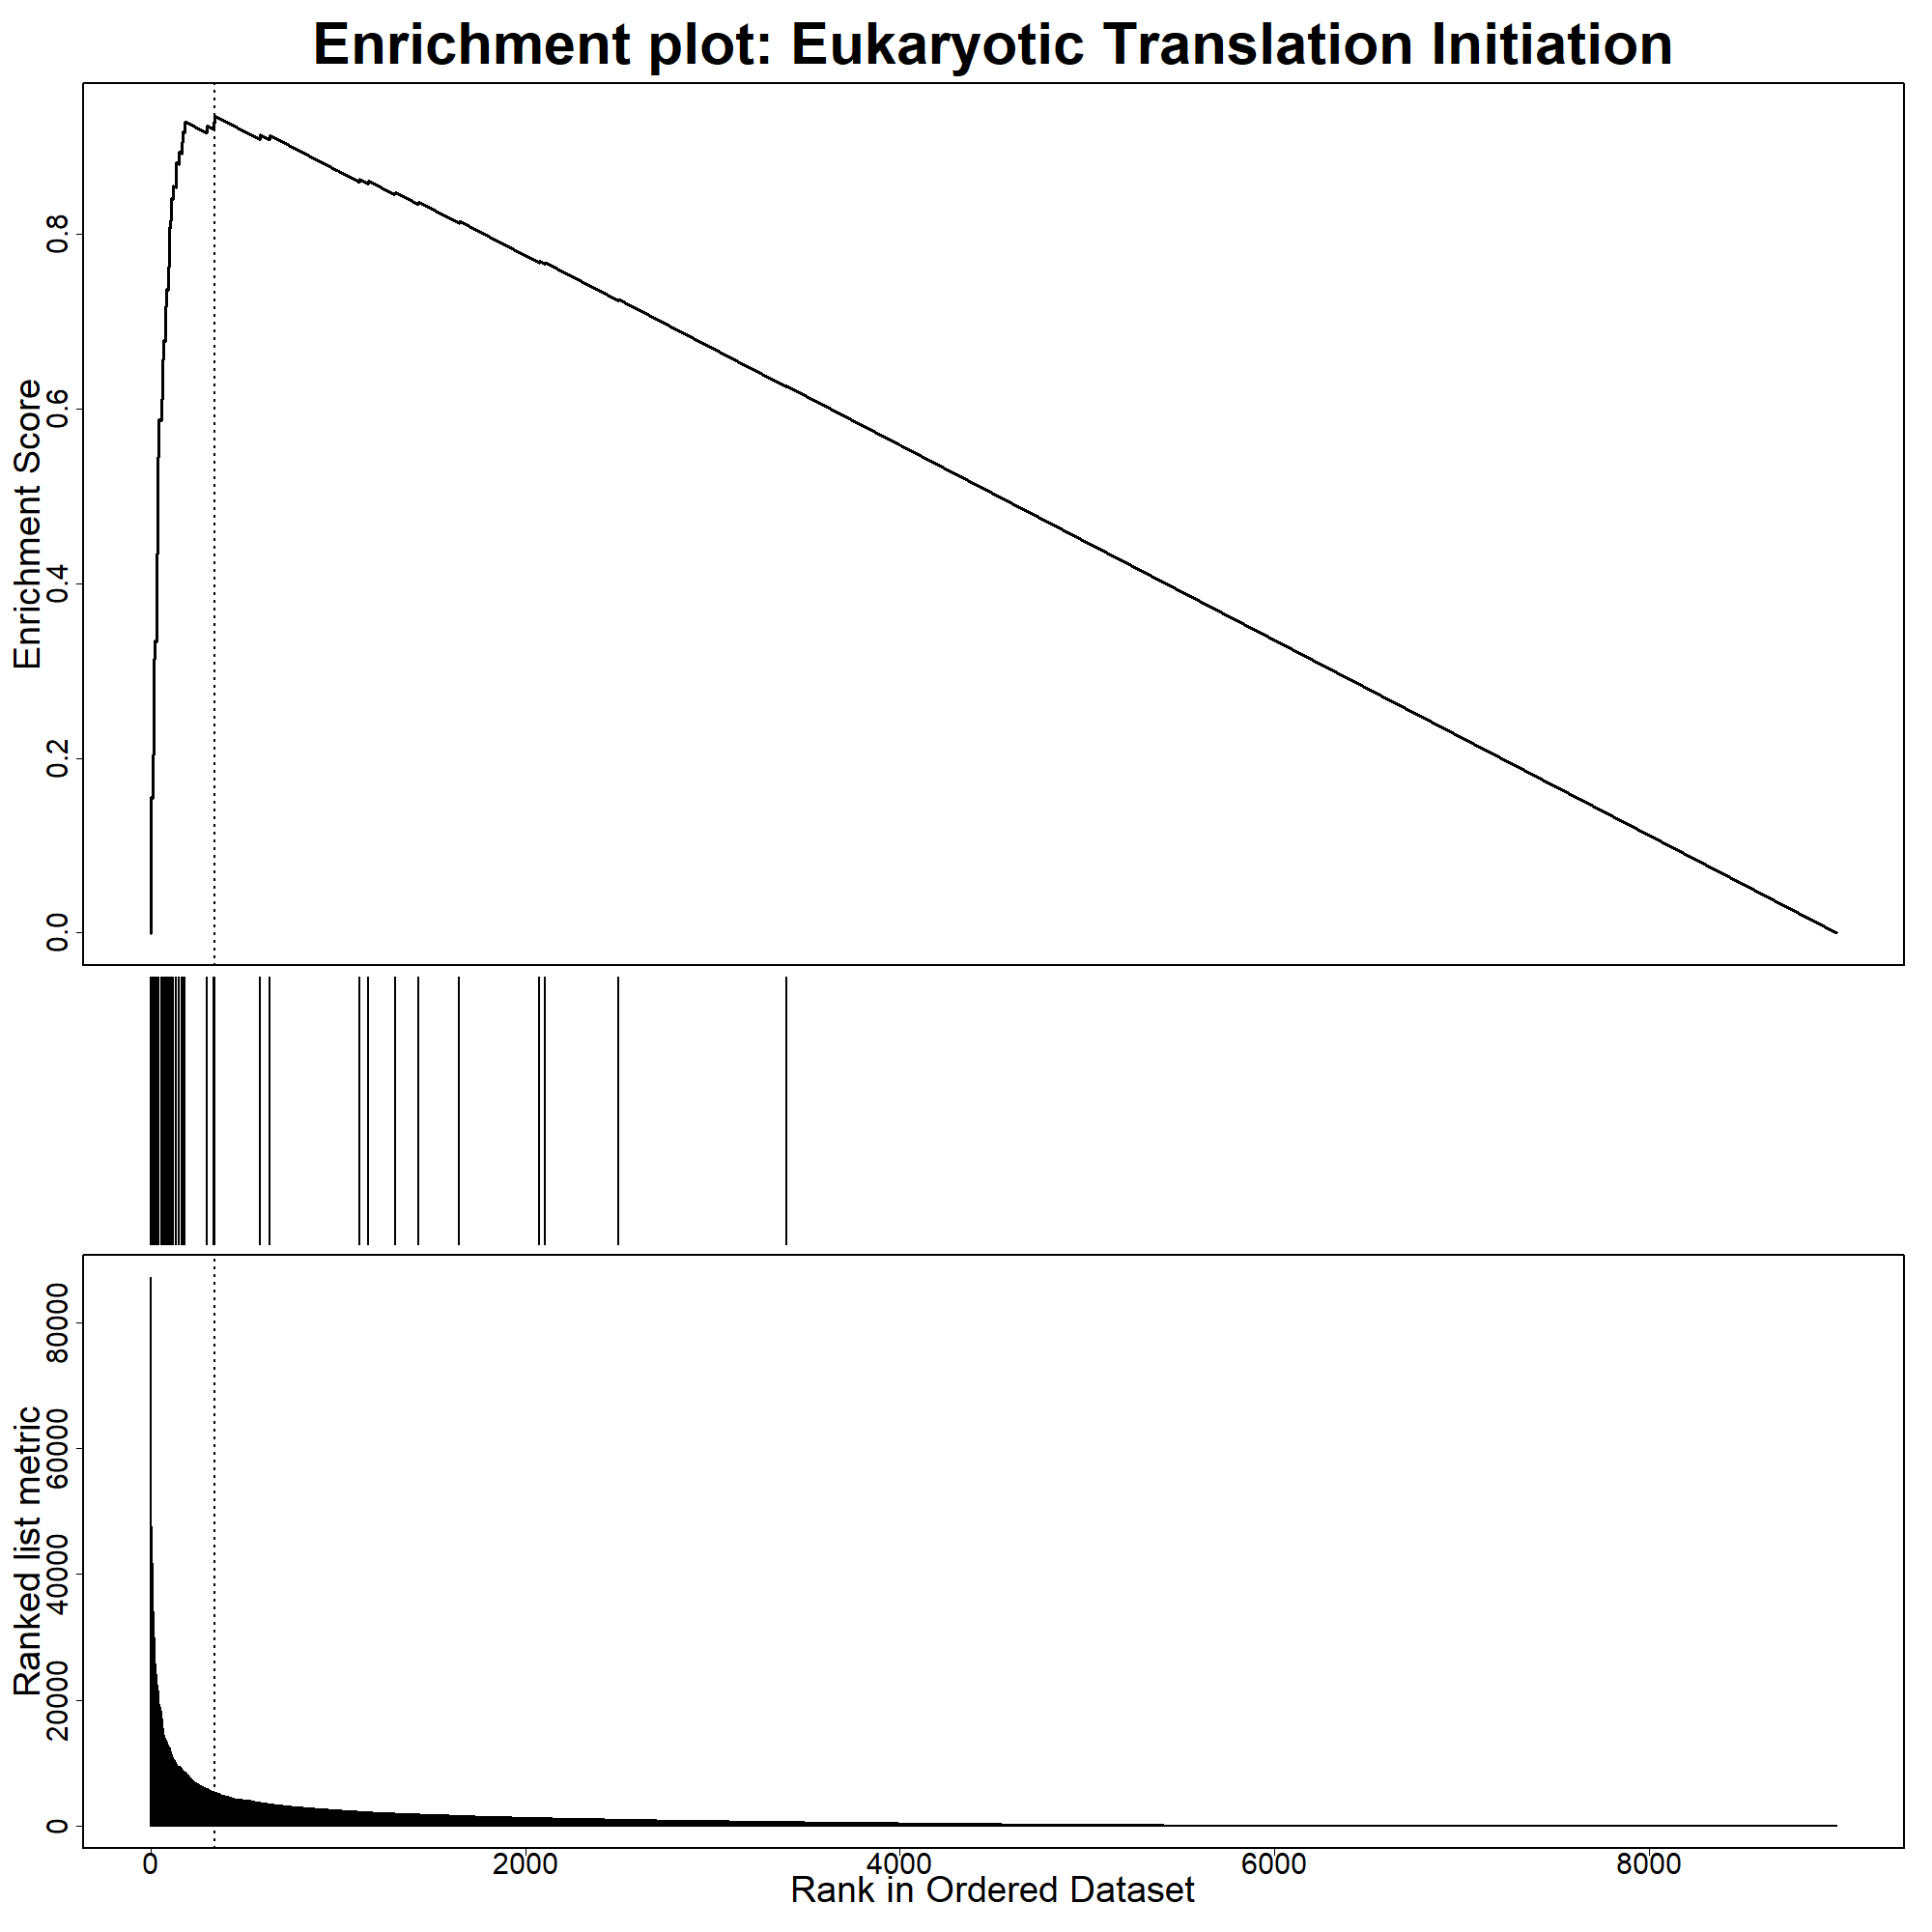 Enrichment plot: Eukaryotic Translation Initiation
Enrichment Score
0.8
0.6
0.4
0.2
0.0
Ranked list metric
80000
60000
40000
20000
0
0 2000 4000 6000 8000
Rank in Ordered Dataset